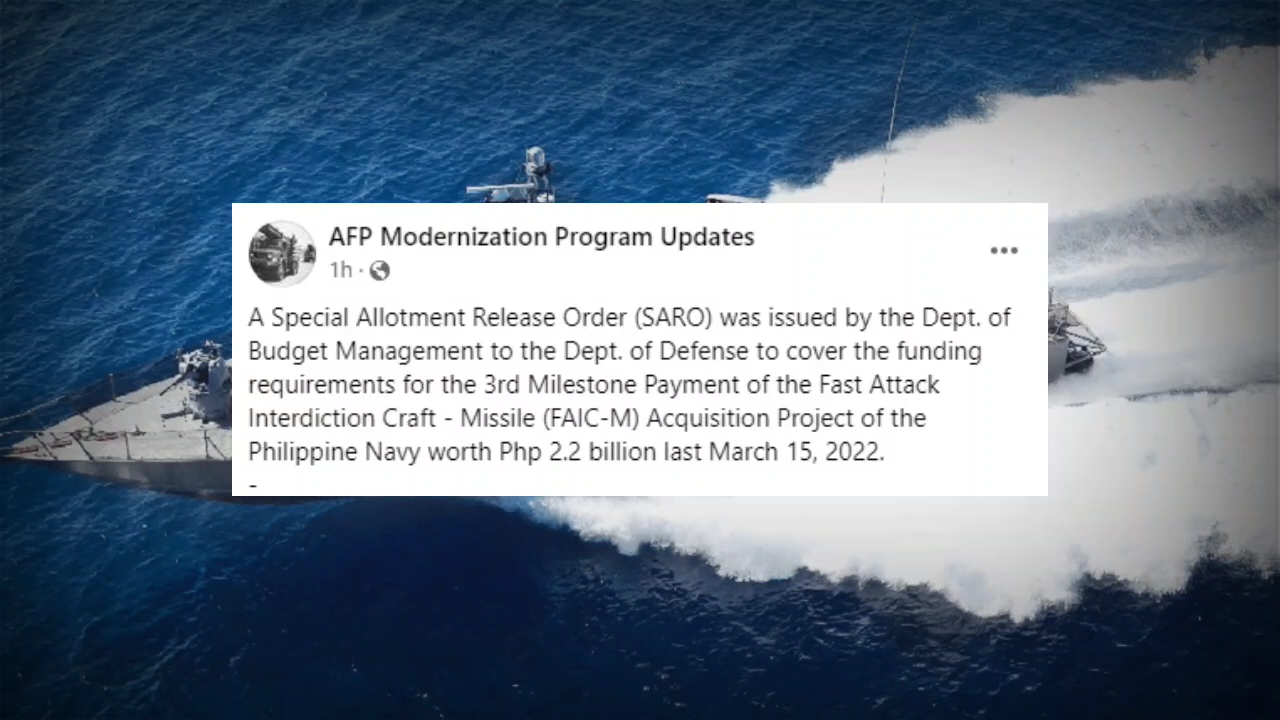 AFP Modernization Program Updates
1h ·
A Special Allotment Release Order (SARO) was issued by the Dept. of
Budget Management to the Dept. of Defense to cover the funding
requirements for the 3rd Milestone Payment of the Fast Attack
Interdiction Craft - Missile (FAIC-M) Acquisition Project of the
Philippine Navy worth Php 2.2 billion last March 15, 2022.
-